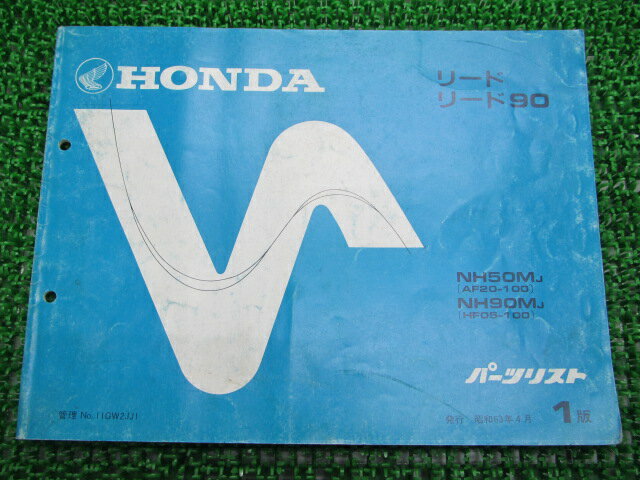 HONDA
リード
リード90
NH50MJ
(AF20-100)
NH90MJ
(HF05-100)
パーツリスト
管理 No. 11GW2JJ1
発行 昭和63年4月 1版